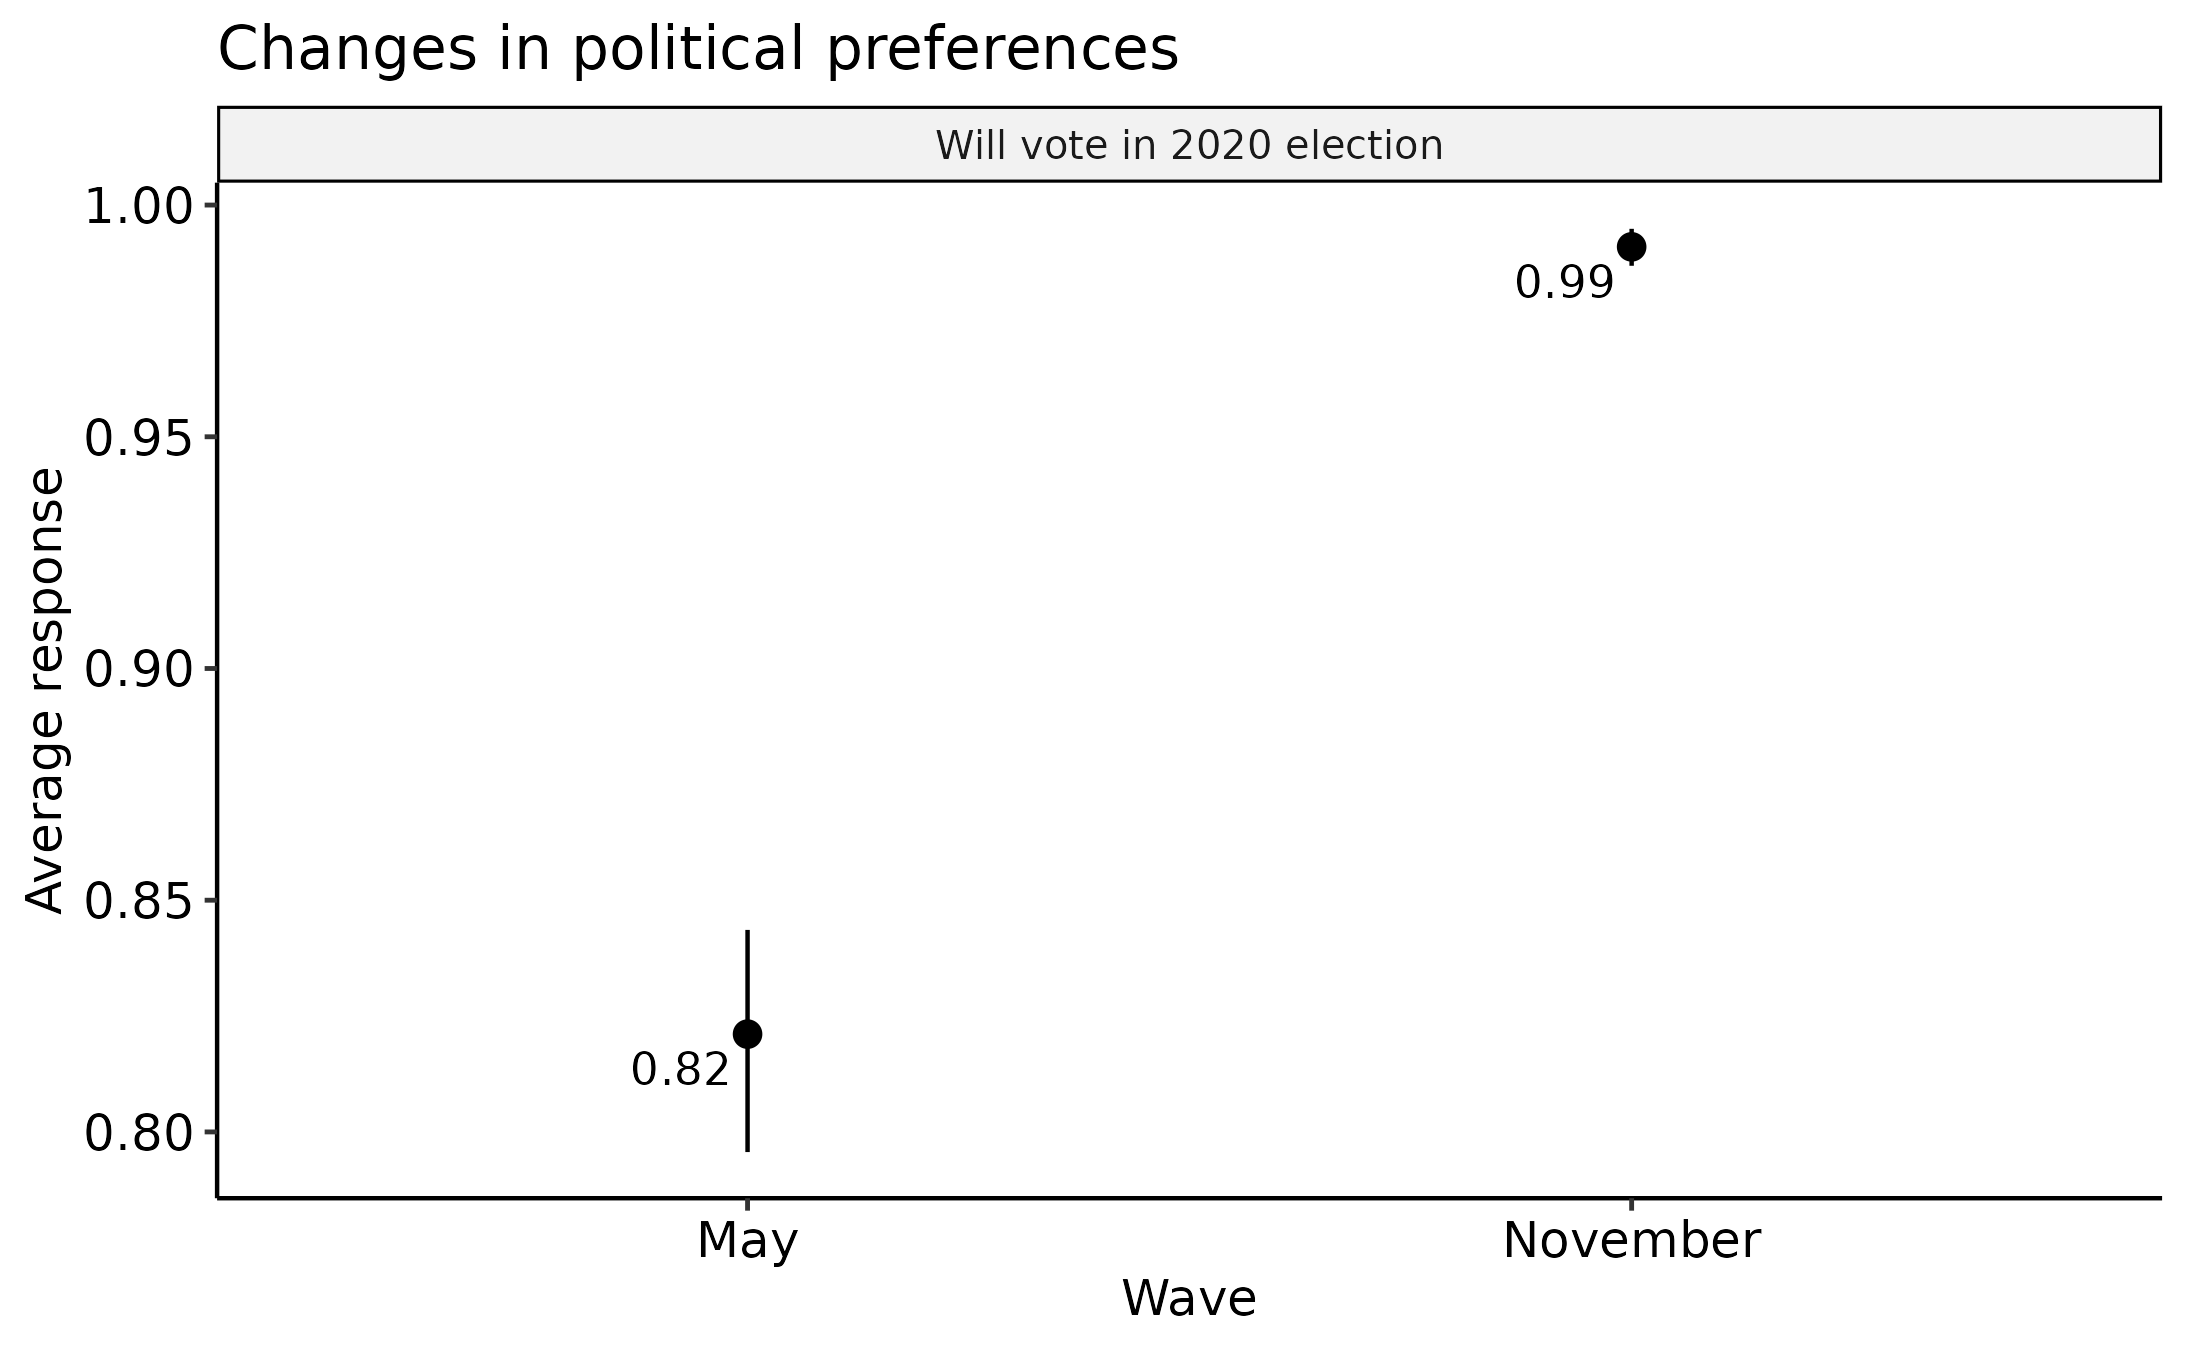 Changes in political preferences
Will vote in 2020 election
1.00
0.99
0.95
Average response
0.90
0.85
0.82
0.80
May
November
Wave